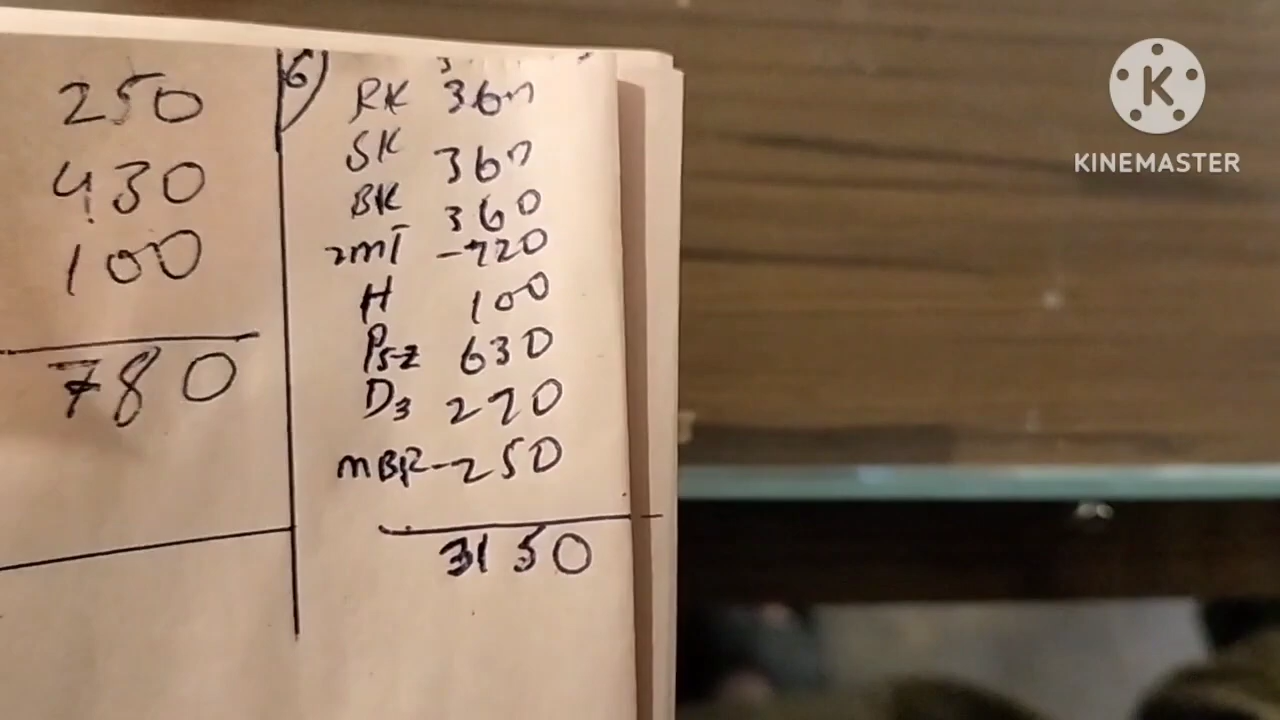 250
430
100
780
6)
RK 360
SK 360
BK 360
2MT - 720
H 100
P5-Z 630
D3 270
MBR - 250
3150
K
KINEMASTER